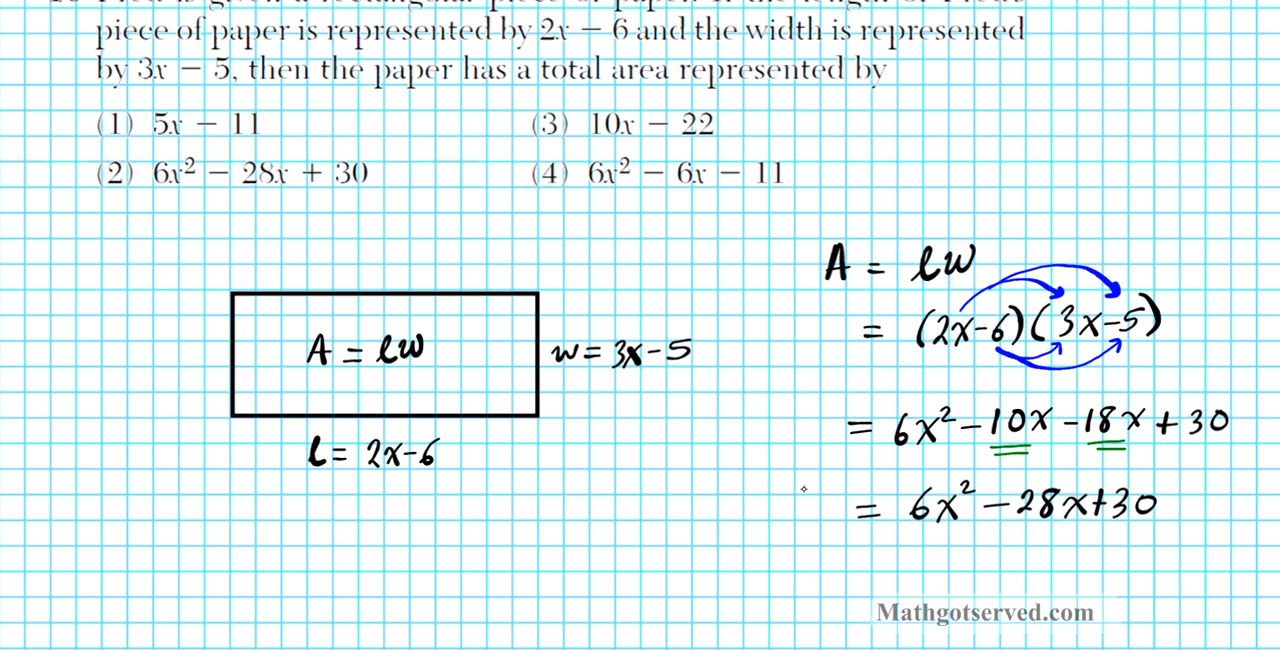 piece of paper is represented by 2x − 6 and the width is represented
by 3x − 5, then the paper has a total area represented by
(1) 5x − 11
(3) 10x − 22
(2) 6x² − 28x + 30
(4) 6x² − 6x − 11
A = lw
= (2x-6)(3x-5)
A = lw
w = 3x-5
= 6x² - 10x - 18x + 30
l = 2x-6
= 6x² - 28x + 30
Mathgotserved.com